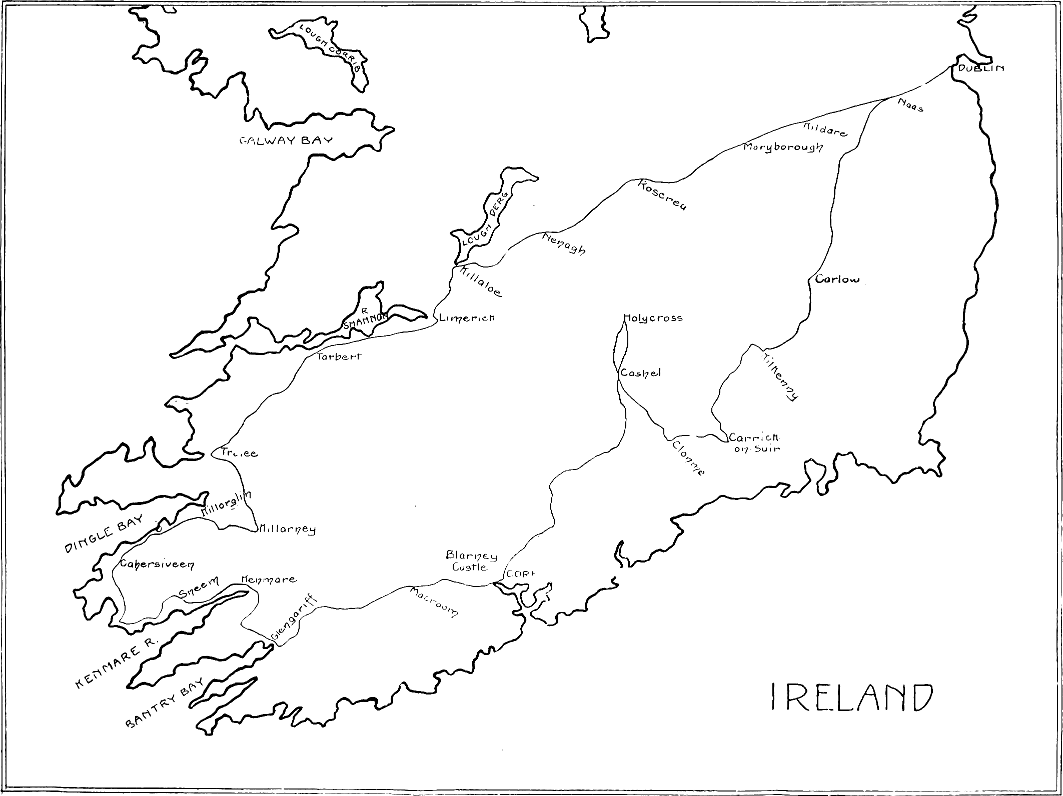 LOUGH CORRIB
DUBLIN
Naas
GALWAY BAY
Kildare
Maryborough
Roscreu
LOUGH DERG
Nenagh
Killaloe
Carlow
R.
SHANNON
Limerick
Holycross
Tarbert
Kilkenny
Cashel
Carrick
on-Suir
Clonme
Tralee
Killorglin
DINGLE BAY
Killarney
Blarney
Castle
CORK
Cahersiveen
Sneem
Kenmare
Macroom
Glengariff
KENMARE R.
BANTRY BAY
IRELAND